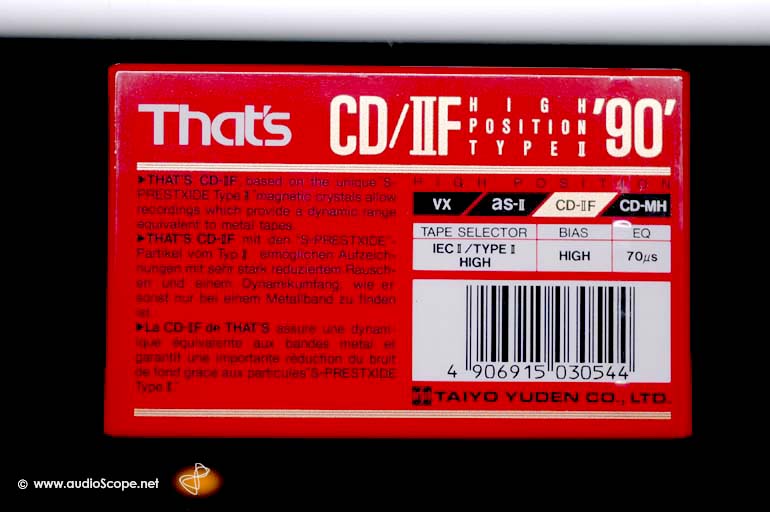 That's
CD/IIF
HIGH
POSITION
TYPE II
'90'
►THAT'S CD-IIF based on the unique S-
PRESTXIDE Type II magnetic crystals allow
recordings which provide a dynamic range
equivalent to metal tapes.
►THAT'S CD-IIF mit den "S-PRESTXIDE"-
Partikel vom Typ II ermöglichen Aufzeich-
nungen mit sehr stark reduziertem Rausch-
en und einem Dynamikumfang, wie er
sonst nur bei einem Metallband zu finden
ist.
►La CD-IIF de THAT'S assure une dynam-
ique équivalente aux bandes metal et
garantit une importante réduction du bruit
de fond grâce aux particules "S-PRESTXIDE
Type II"
HIGH POSITION
VX as-II CD-IIF CD-MH
TAPE SELECTOR BIAS EQ
IEC II/TYPE II
HIGH HIGH 70μs
4 906915 030544
TAIYO YUDEN CO., LTD.
© www.audioScope.net